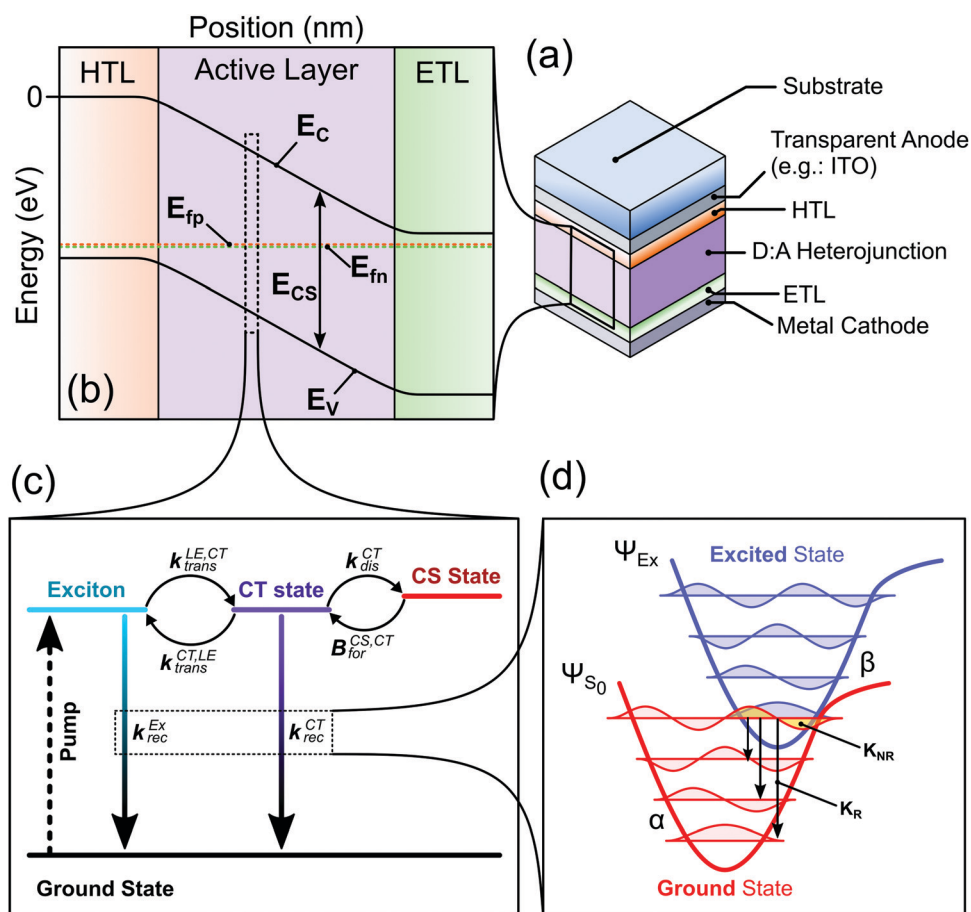 Position (nm)
HTL
Active Layer
ETL
(a)
0
Energy (eV)
E_C
E_fp
E_fn
E_CS
E_V
(b)
Substrate
Transparent Anode
(e.g.: ITO)
HTL
D:A Heterojunction
ETL
Metal Cathode
(c)
k_trans^LE,CT
k_dis^CT
Exciton
CT state
CS State
k_trans^CT,LE
B_for^CS,CT
Pump
k_rec^Ex
k_rec^CT
Ground State
(d)
Ψ_Ex
Excited State
β
Ψ_S0
K_NR
K_R
α
Ground State